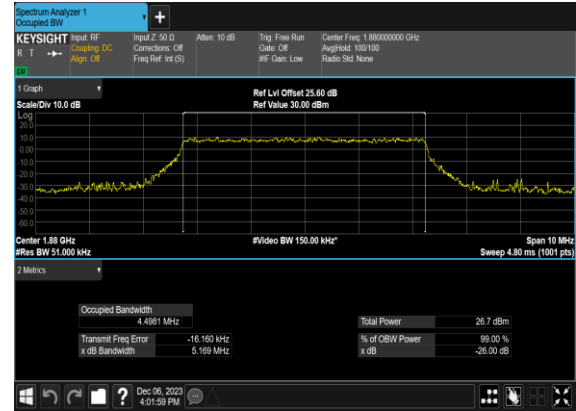 Spectrum Analyzer 1
Occupied BW
+
KEYSIGHT Input: RF Input Z: 50 Ω Atten: 10 dB Trig: Free Run Center Freq: 1.880000000 GHz
R T Coupling: DC Corrections: Off Gate: Off Avg|Hold: 100/100
Align: Off Freq Ref: Int (S) #IF Gain: Low Radio Std: None
LU
1 Graph
Ref Lvl Offset 25.60 dB
Scale/Div 10.0 dB Ref Value 30.00 dBm
Log
20.0
10.0
0.00
-10.0
-20.0
-30.0
-40.0
-50.0
-60.0
Center 1.88 GHz #Video BW 150.00 kHz* Span 10 MHz
#Res BW 51.000 kHz Sweep 4.80 ms (1001 pts)
2 Metrics
Occupied Bandwidth
4.4981 MHz Total Power 26.7 dBm
Transmit Freq Error -16.160 kHz % of OBW Power 99.00 %
x dB Bandwidth 5.169 MHz x dB -26.00 dB
? Dec 06, 2023
4:01:59 PM